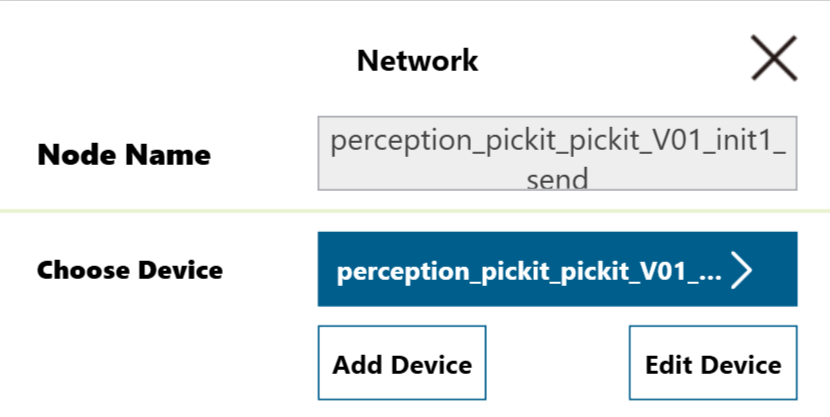 Network
Node Name
perception_pickit_pickit_V01_init1_
send
Choose Device
perception_pickit_pickit_V01_...
Add Device
Edit Device